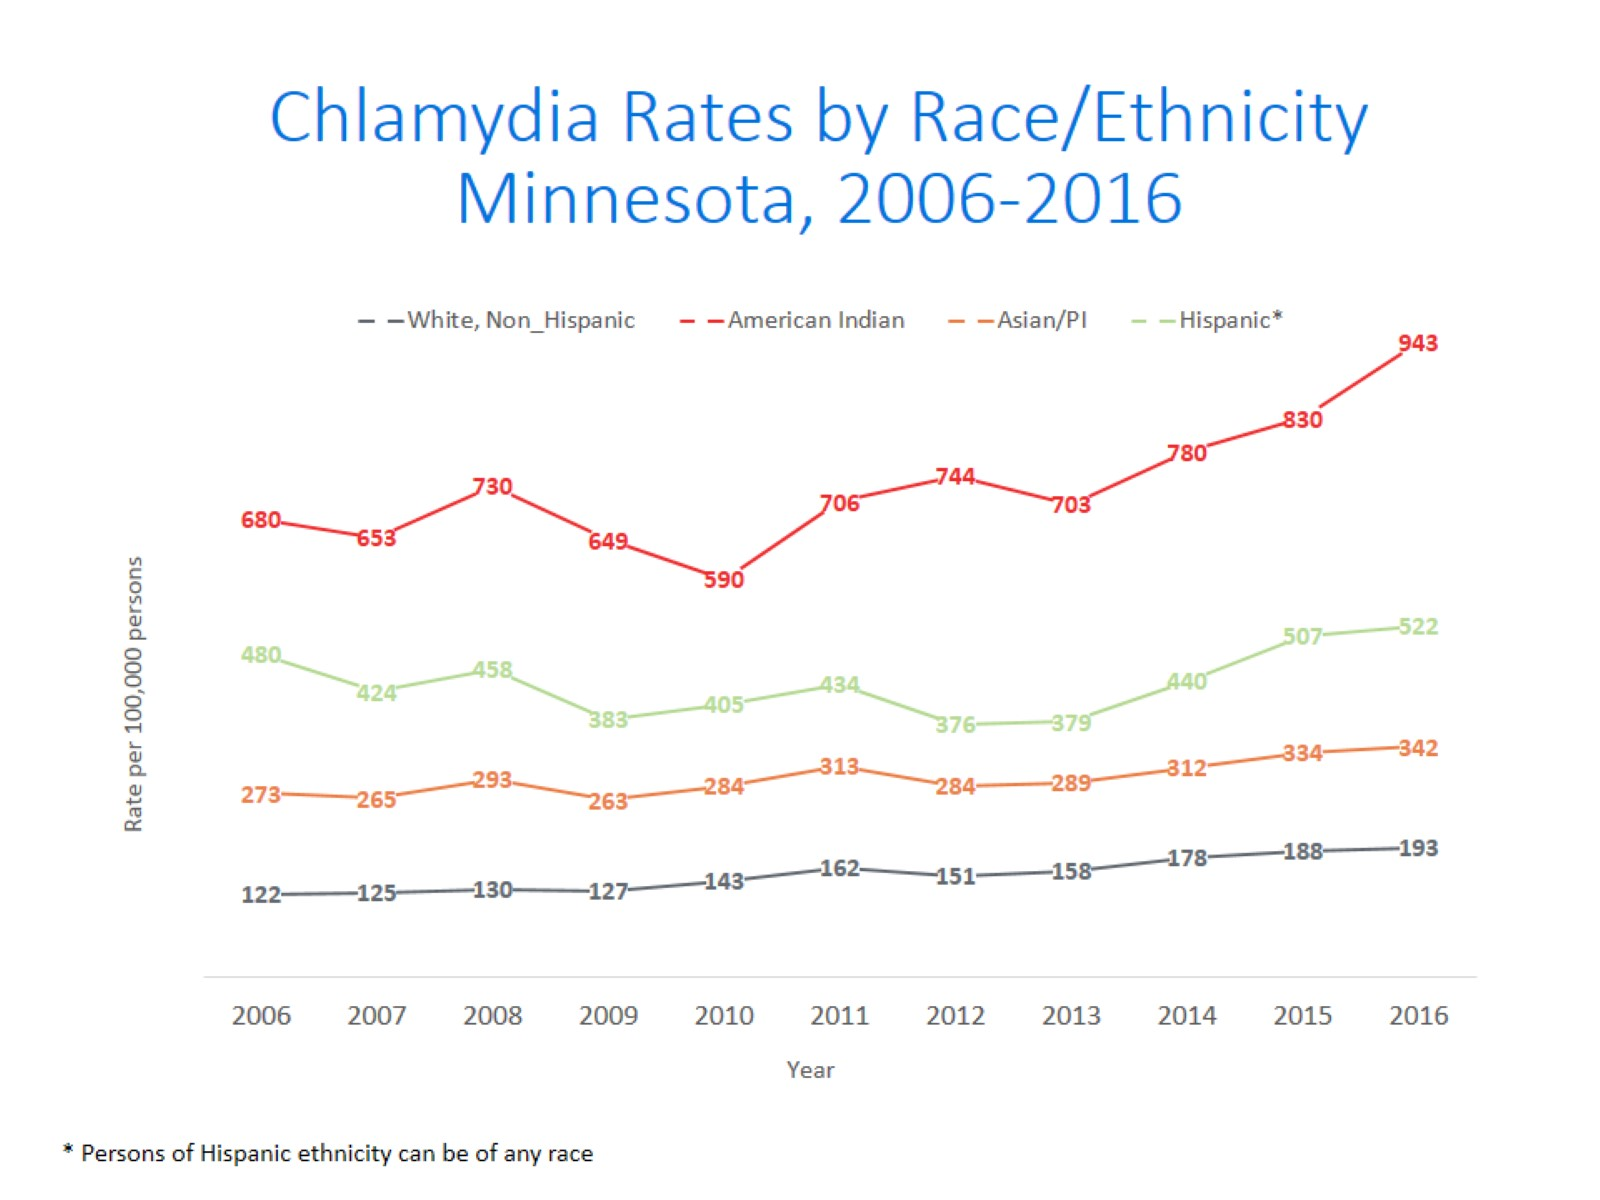 Chlamydia Rates by Race/Ethnicity
Minnesota, 2006-2016
White, Non_Hispanic American Indian Asian/PI Hispanic*
Rate per 100,000 persons
680 653 730 649 590 706 744 703 780 830 943
480 424 458 383 405 434 376 379 440 507 522
273 265 293 263 284 313 284 289 312 334 342
122 125 130 127 143 162 151 158 178 188 193
2006 2007 2008 2009 2010 2011 2012 2013 2014 2015 2016
Year
* Persons of Hispanic ethnicity can be of any race